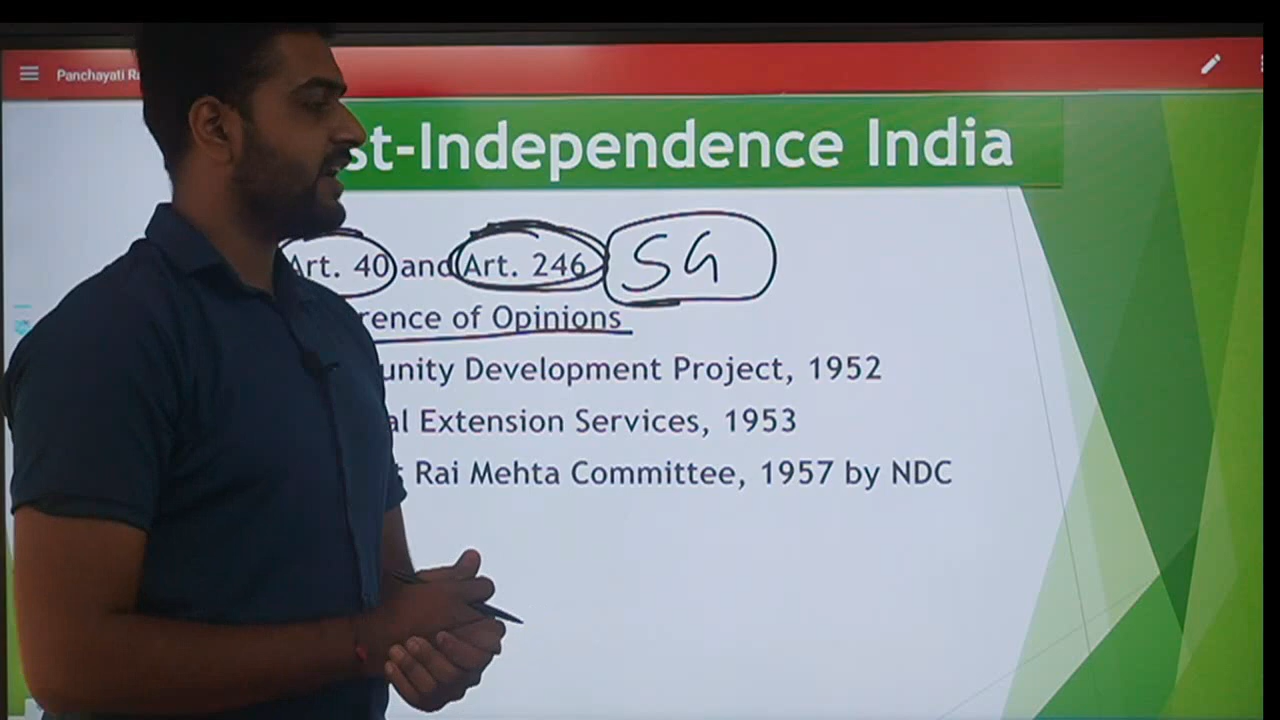 Panchayati
st-Independence India
Art. 40 and Art. 246 SG
rence of Opinions
unity Development Project, 1952
al Extension Services, 1953
Rai Mehta Committee, 1957 by NDC